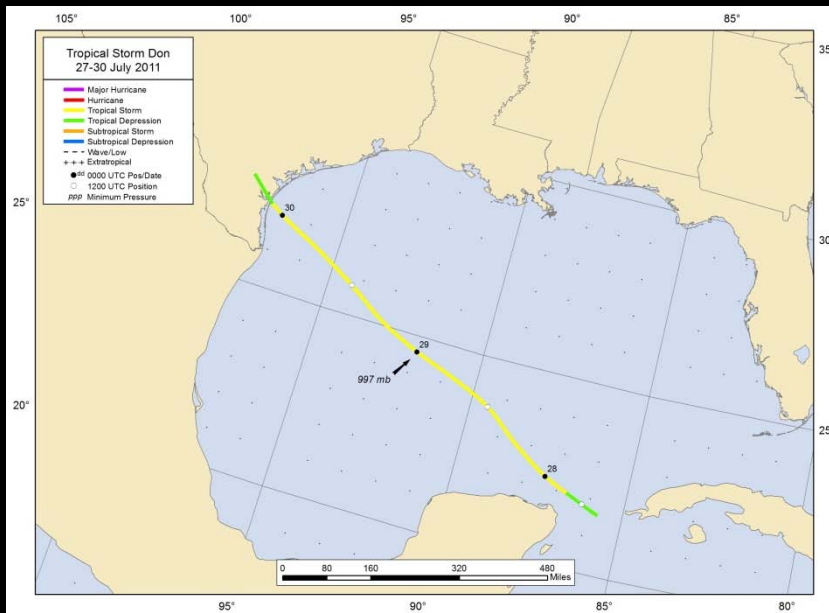 105°
100°
95°
90°
85°
Tropical Storm Don
27-30 July 2011
Major Hurricane
Hurricane
Tropical Storm
Tropical Depression
Subtropical Storm
Subtropical Depression
Wave/Low
Extratropical
dd 0000 UTC Pos/Date
1200 UTC Position
ppp Minimum Pressure
35
25°
30
30
29
997 mb
20°
25
28
0 80 160 320 480
Miles
95°
90°
85°
80°